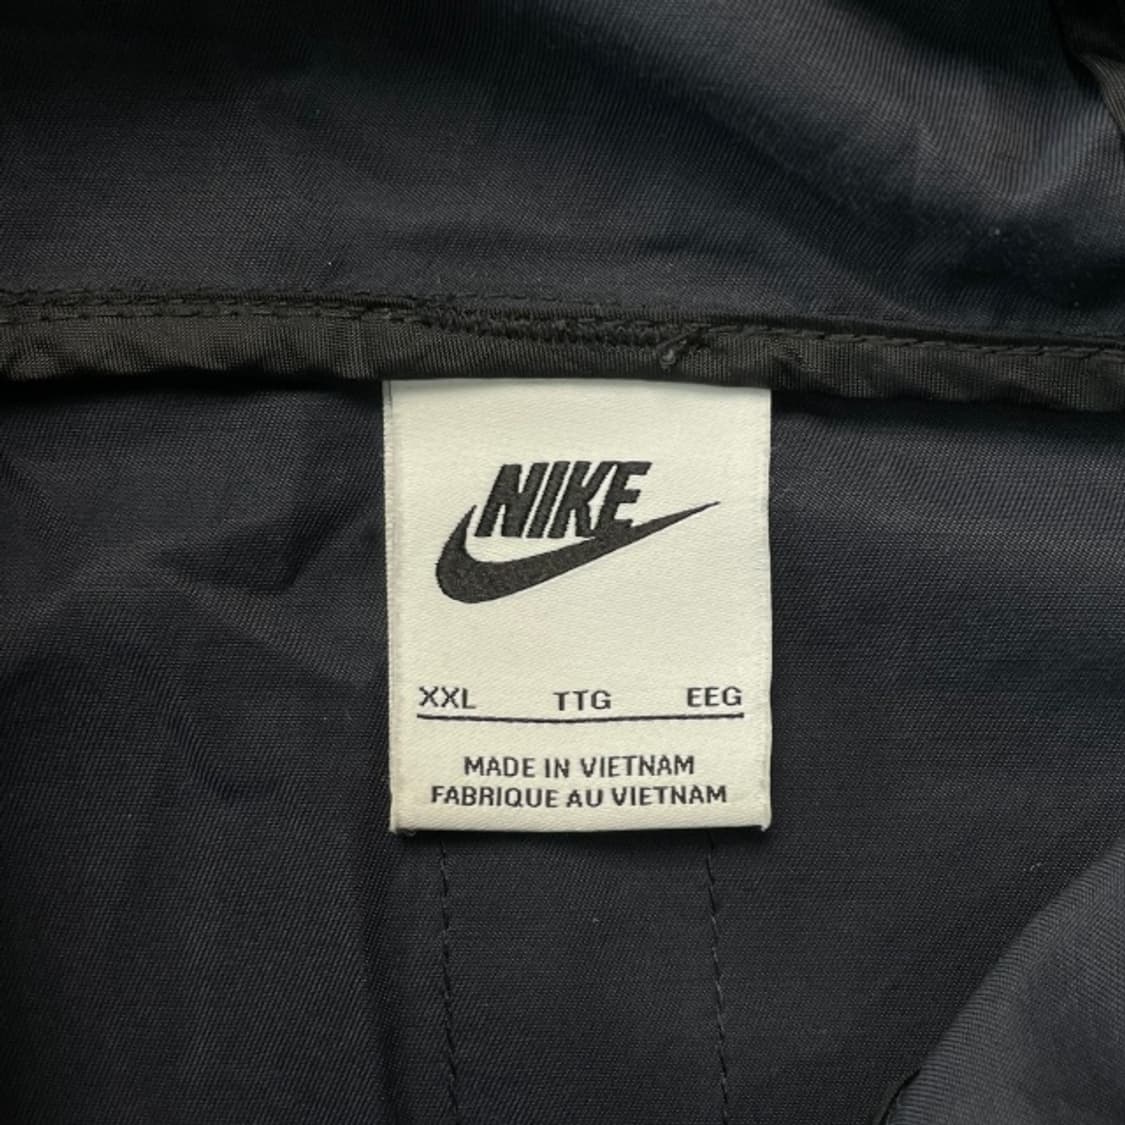 NIKE
XXL TTG EEG
MADE IN VIETNAM
FABRIQUE AU VIETNAM